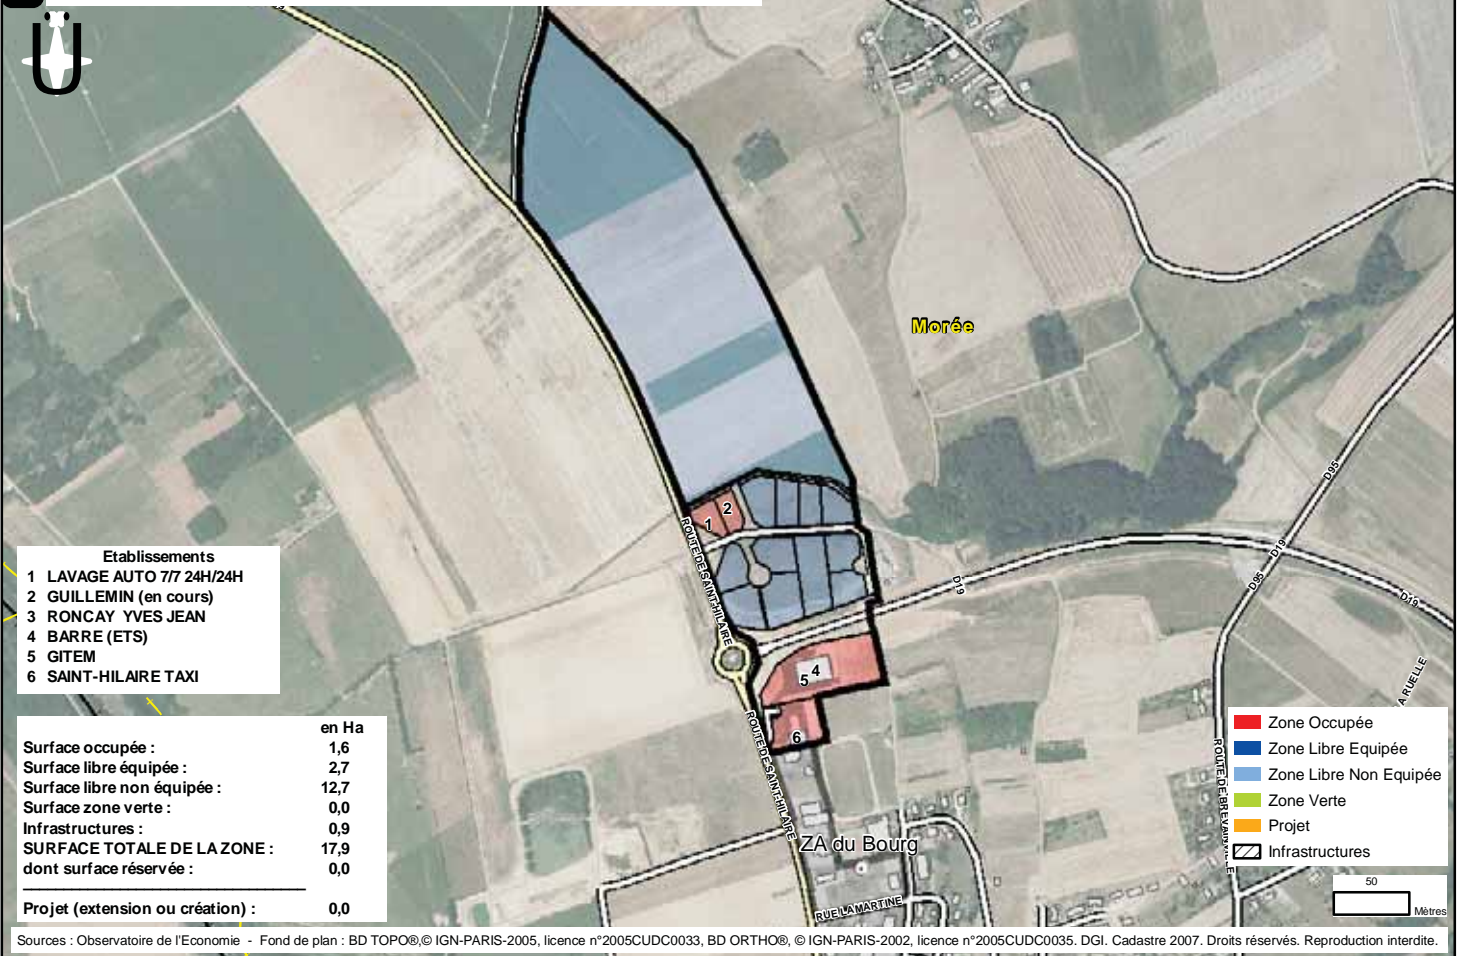 Ü
Morée
ROUTE DE SAINT-HILAIRE
1
2
D19
D95
D19
D95
D19
4
5
6
ROUTE DE SAINT-HILAIRE
A RUELLE
ROUTE DE BREVAINVILLE
ZA du Bourg
RUE LAMARTINE
Etablissements
1 LAVAGE AUTO 7/7 24H/24H
2 GUILLEMIN (en cours)
3 RONCAY YVES JEAN
4 BARRE (ETS)
5 GITEM
6 SAINT-HILAIRE TAXI
en Ha
Surface occupée : 1,6
Surface libre équipée : 2,7
Surface libre non équipée : 12,7
Surface zone verte : 0,0
Infrastructures : 0,9
SURFACE TOTALE DE LA ZONE : 17,9
dont surface réservée : 0,0
Projet (extension ou création) : 0,0
Zone Occupée
Zone Libre Equipée
Zone Libre Non Equipée
Zone Verte
Projet
Infrastructures
50
Mètres
Sources : Observatoire de l'Economie - Fond de plan : BD TOPO®,© IGN-PARIS-2005, licence n°2005CUDC0033, BD ORTHO®, © IGN-PARIS-2002, licence n°2005CUDC0035. DGI. Cadastre 2007. Droits réservés. Reproduction interdite.